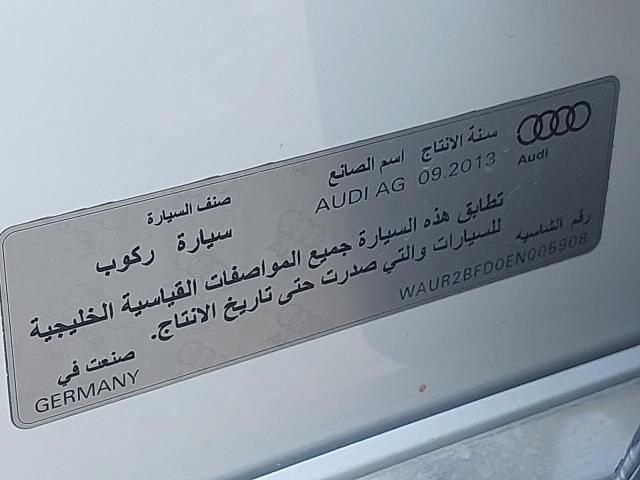 Audi
سنة الانتاج اسم الصانع
AUDI AG 09.2013
صنف السيارة
سيارة ركوب
تطابق هذه السيارة جميع المواصفات القياسية الخليجية
للسيارات والتي صدرت حتى تاريخ الانتاج.
رقم الشاسيه
WAUR2BFD0EN005908
صنعت في
GERMANY